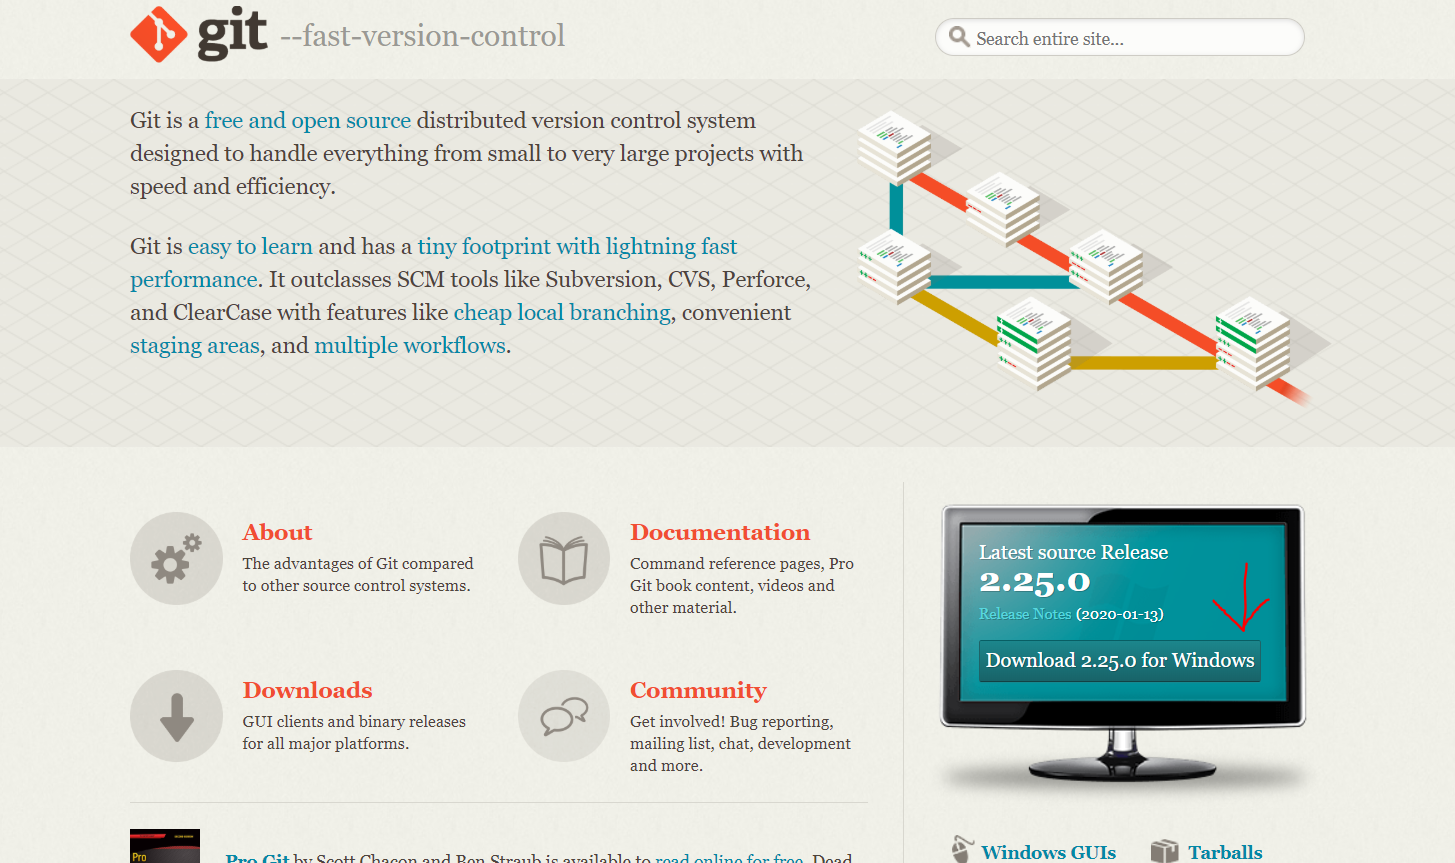 git --fast-version-control
Search entire site...
Git is a free and open source distributed version control system
designed to handle everything from small to very large projects with
speed and efficiency.
Git is easy to learn and has a tiny footprint with lightning fast
performance. It outclasses SCM tools like Subversion, CVS, Perforce,
and ClearCase with features like cheap local branching, convenient
staging areas, and multiple workflows.
About
The advantages of Git compared
to other source control systems.
Documentation
Command reference pages, Pro
Git book content, videos and
other material.
Downloads
GUI clients and binary releases
for all major platforms.
Community
Get involved! Bug reporting,
mailing list, chat, development
and more.
Latest source Release
2.25.0
Release Notes (2020-01-13)
Download 2.25.0 for Windows
Windows GUIs
Tarballs
Pro
Pro Git by Scott Chacon and Ben Straub is available to read online for free. Dead